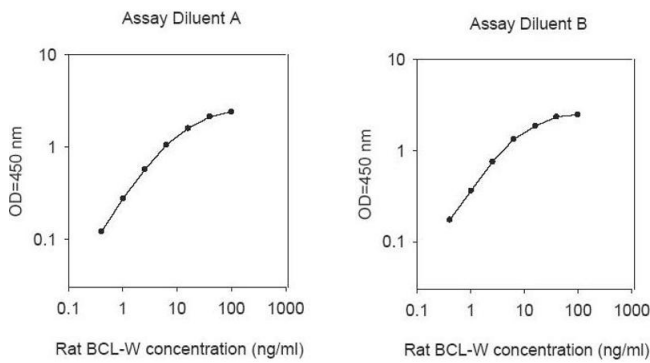 Assay Diluent A
10
1
0.1
OD=450 nm
0.1 1 10 100 1000
Rat BCL-W concentration (ng/ml)
Assay Diluent B
10
1
0.1
OD=450 nm
0.1 1 10 100 1000
Rat BCL-W concentration (ng/ml)